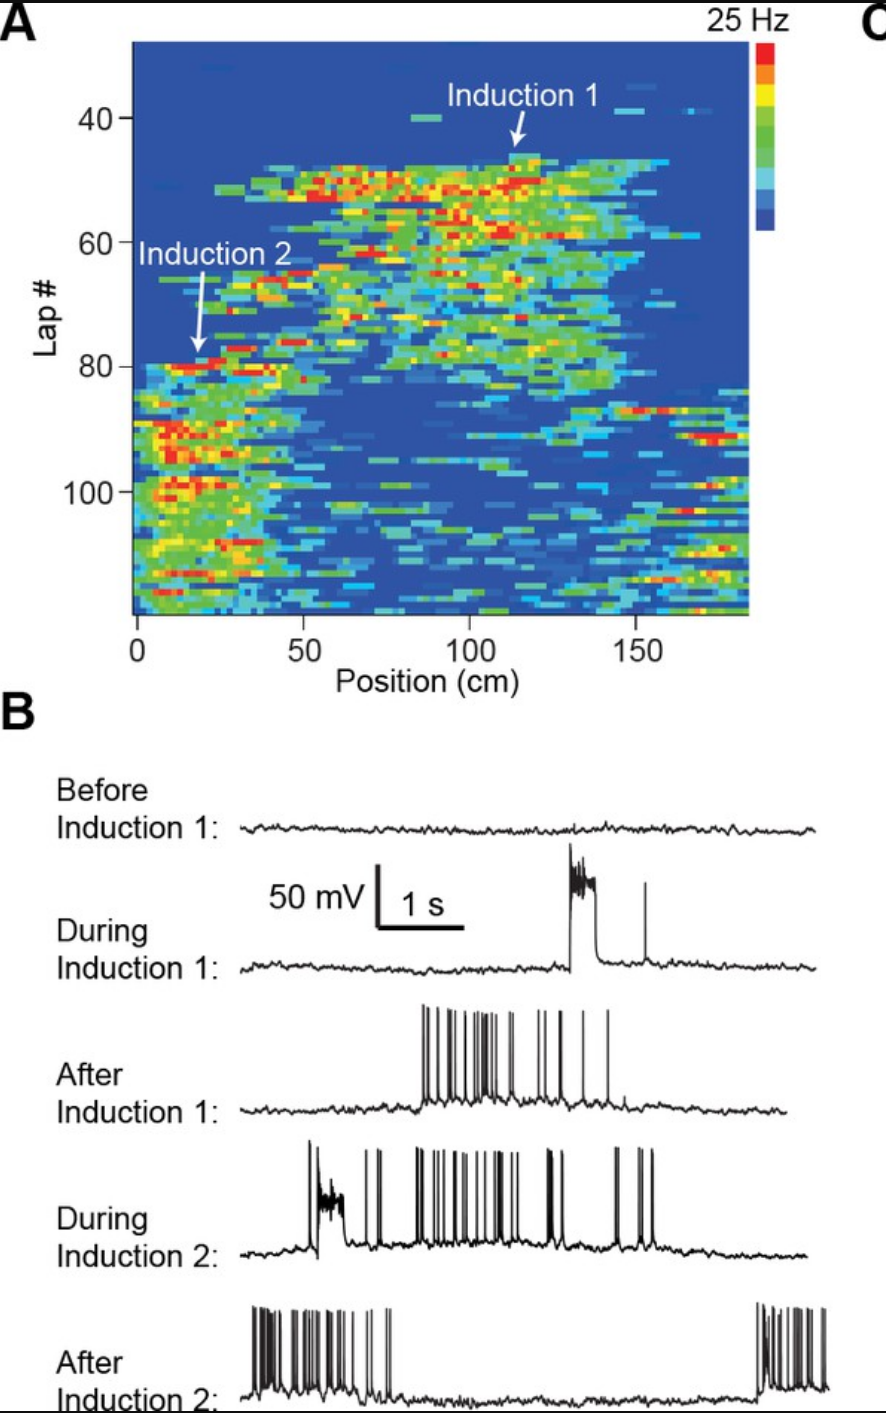 A
25 Hz
C
Induction 1
40
60
Induction 2
Lap #
80
100
0
50
100
150
Position (cm)
B
Before
Induction 1:
50 mV
1 s
During
Induction 1:
After
Induction 1:
During
Induction 2:
After
Induction 2: